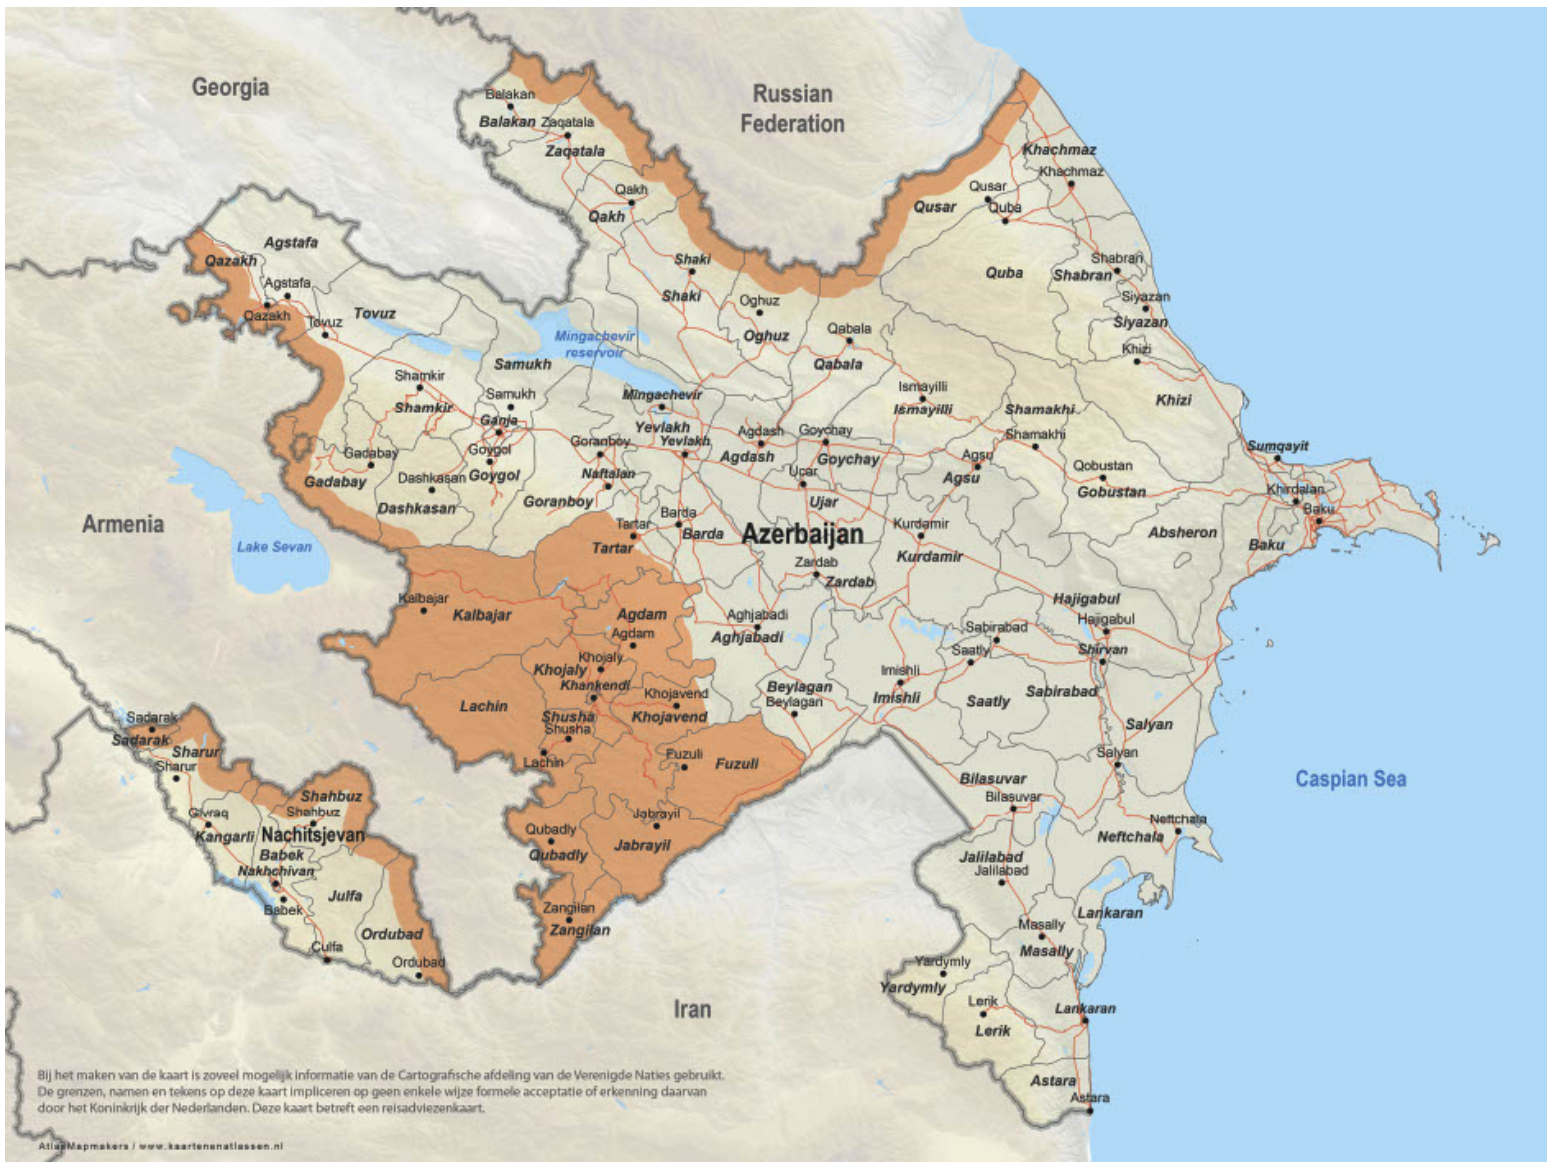 Georgia
Russian
Federation
Balakan
Balakan
Zaqatala
Zaqatala
Khachmaz
Khachmaz
Qakh
Qakh
Qusar
Qusar
Quba
Quba
Agstafa
Qazakh
Agstafa
Qazakh
Tovuz
Tovuz
Shaki
Shaki
Shabran
Shabran
Siyazan
Siyazan
Oghuz
Oghuz
Qabala
Qabala
Khizi
Khizi
Mingachevir
reservoir
Samukh
Samukh
Shamkir
Shamkir
Ganja
Mingachevir
Yevlakh
Yevlakh
Ismayilli
Ismayilli
Shamakhi
Shamakhi
Gadabay
Gadabay
Goygol
Goygol
Dashkasan
Dashkasan
Goranboy
Goranboy
Naftalan
Agdash
Agdash
Goychay
Goychay
Ucar
Ujar
Agsu
Agsu
Qobustan
Gobustan
Sumqayit
Khirdalan
Baku
Baku
Absheron
Armenia
Lake Sevan
Tartar
Tartar
Barda
Barda
Azerbaijan
Kurdamir
Kurdamir
Zardab
Zardab
Kalbajar
Kalbajar
Agdam
Agdam
Aghjabadi
Aghjabadi
Hajigabul
Hajigabul
Sabirabad
Sabirabad
Saatly
Saatly
Shirvan
Khojaly
Khojaly
Khankendi
Khojavend
Khojavend
Lachin
Lachin
Shusha
Shusha
Beylagan
Beylagan
Imishli
Imishli
Salyan
Salyan
Sadarak
Sadarak
Sharur
Sharur
Fuzuli
Fuzuli
Bilasuvar
Bilasuvar
Caspian Sea
Shahbuz
Shahbuz
Givraq
Kangarli
Nachitsjevan
Babek
Nakhchivan
Babek
Julfa
Culfa
Ordubad
Ordubad
Qubadly
Qubadly
Jabrayil
Jabrayil
Zangilan
Zangilan
Neftchala
Neftchala
Jalilabad
Jalilabad
Lankaran
Masally
Masally
Yardymly
Yardymly
Lerik
Lerik
Lankaran
Iran
Astara
Astara
Bij het maken van de kaart is zoveel mogelijk informatie van de Cartografische afdeling van de Verenigde Naties gebruikt.
De grenzen, namen en tekens op deze kaart impliceren op geen enkele wijze formele acceptatie of erkenning daarvan
door het Koninkrijk der Nederlanden. Deze kaart betreft een reisadviezenkaart.
AtlasMapmakers / www.kaartenenatlassen.nl